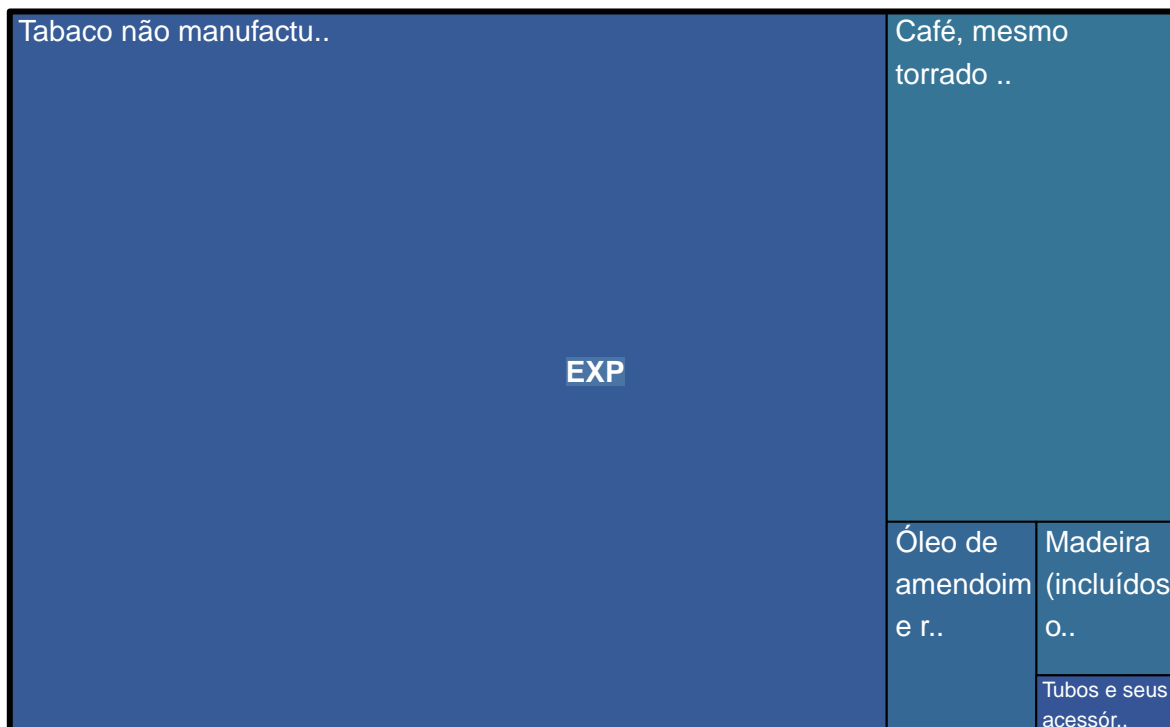 Tabaco não manufactu..
Café, mesmo
torrado ..
EXP
Óleo de
amendoim
e r..
Madeira
(incluídos
o..
Tubos e seus
acessór..